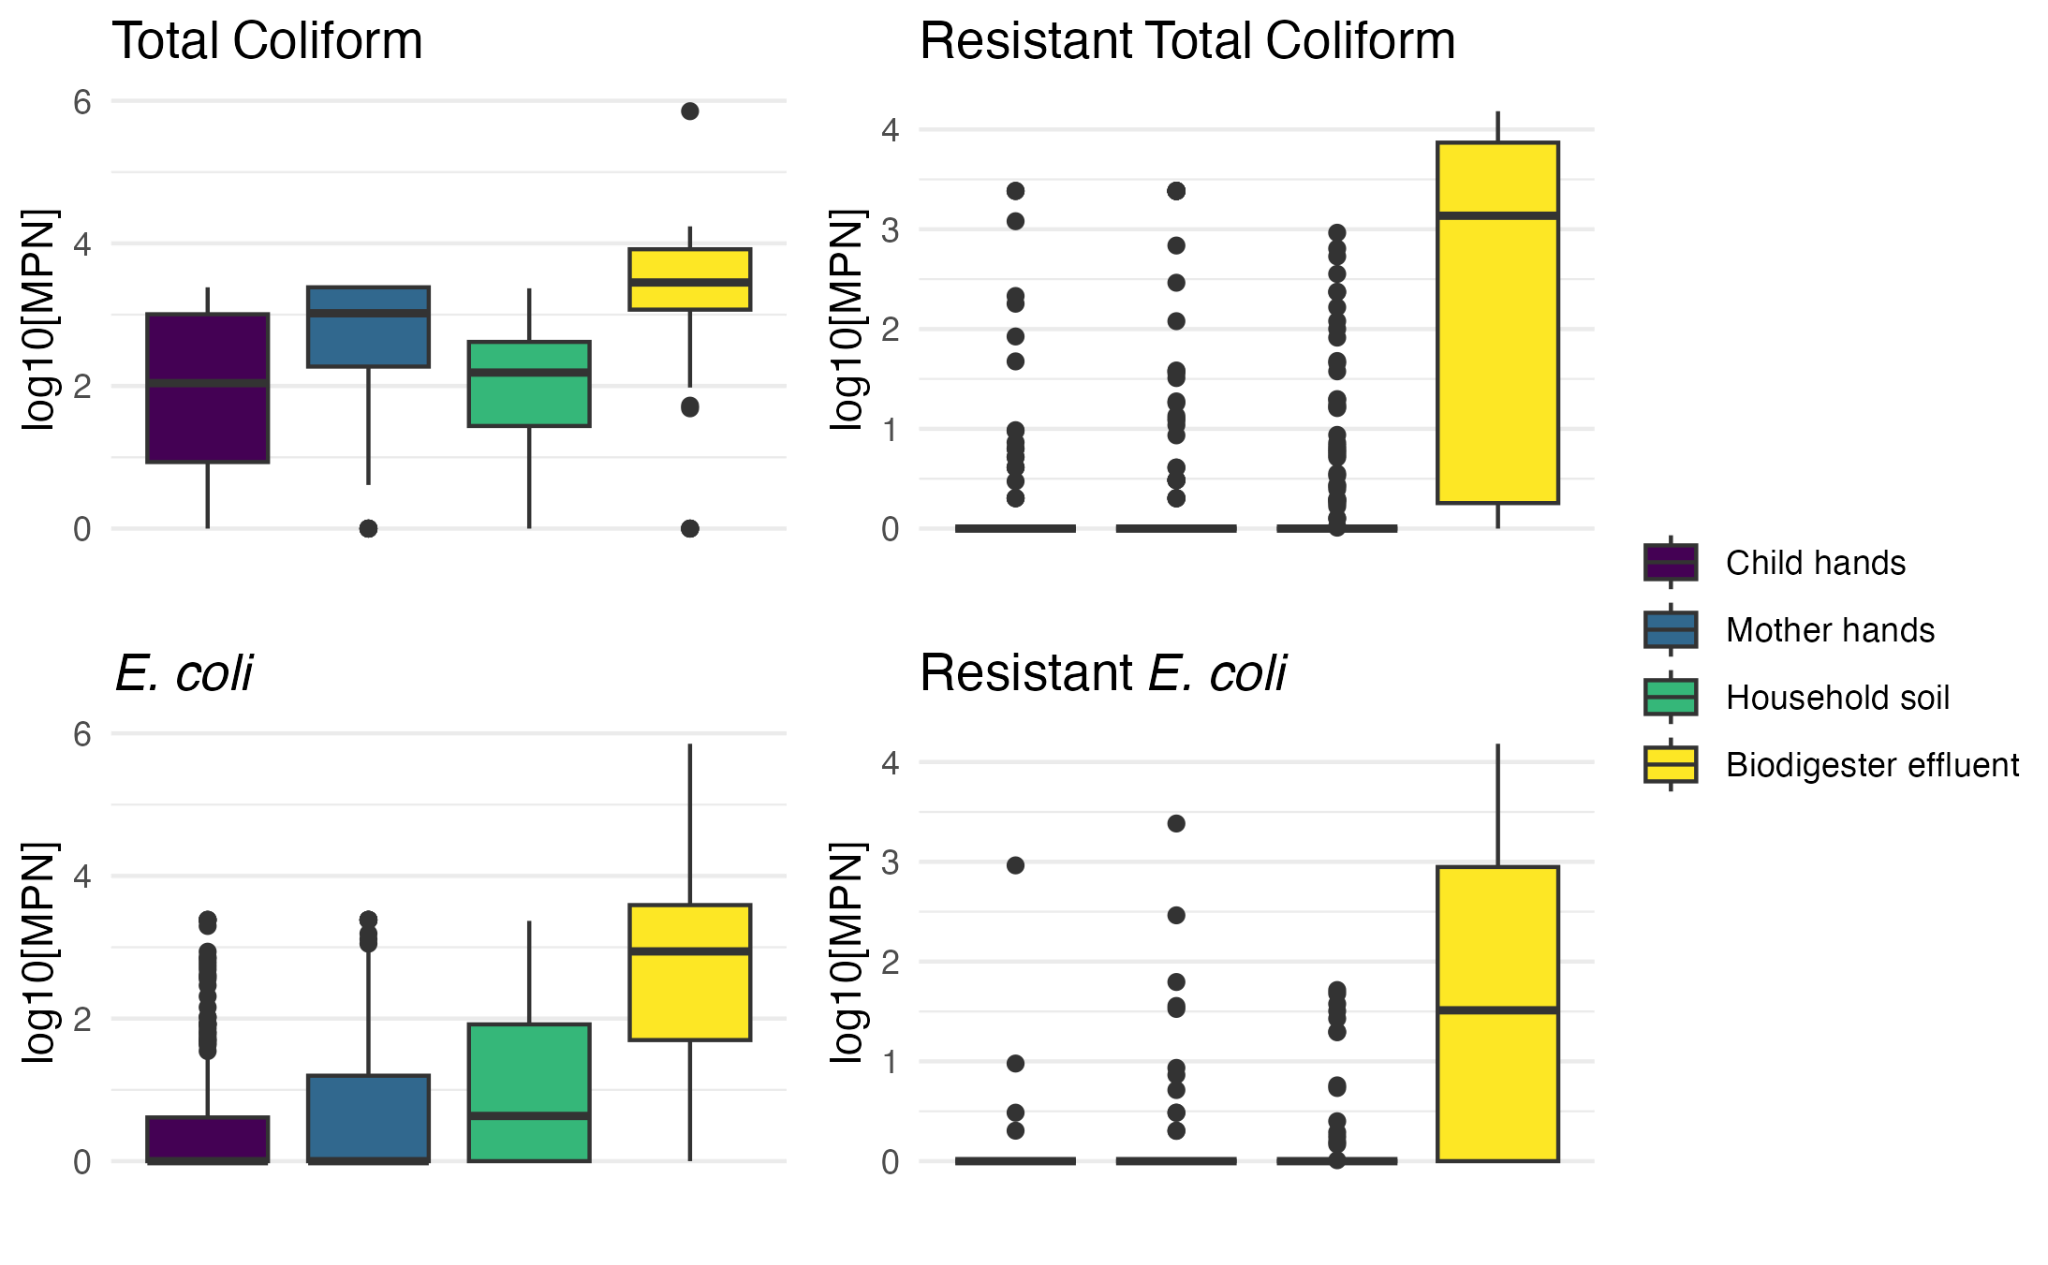 Total Coliform
6
4
2
0
log10[MPN]
Resistant Total Coliform
4
3
2
1
0
log10[MPN]
E. coli
6
4
2
0
log10[MPN]
Resistant E. coli
4
3
2
1
0
log10[MPN]
Child hands
Mother hands
Household soil
Biodigester effluent